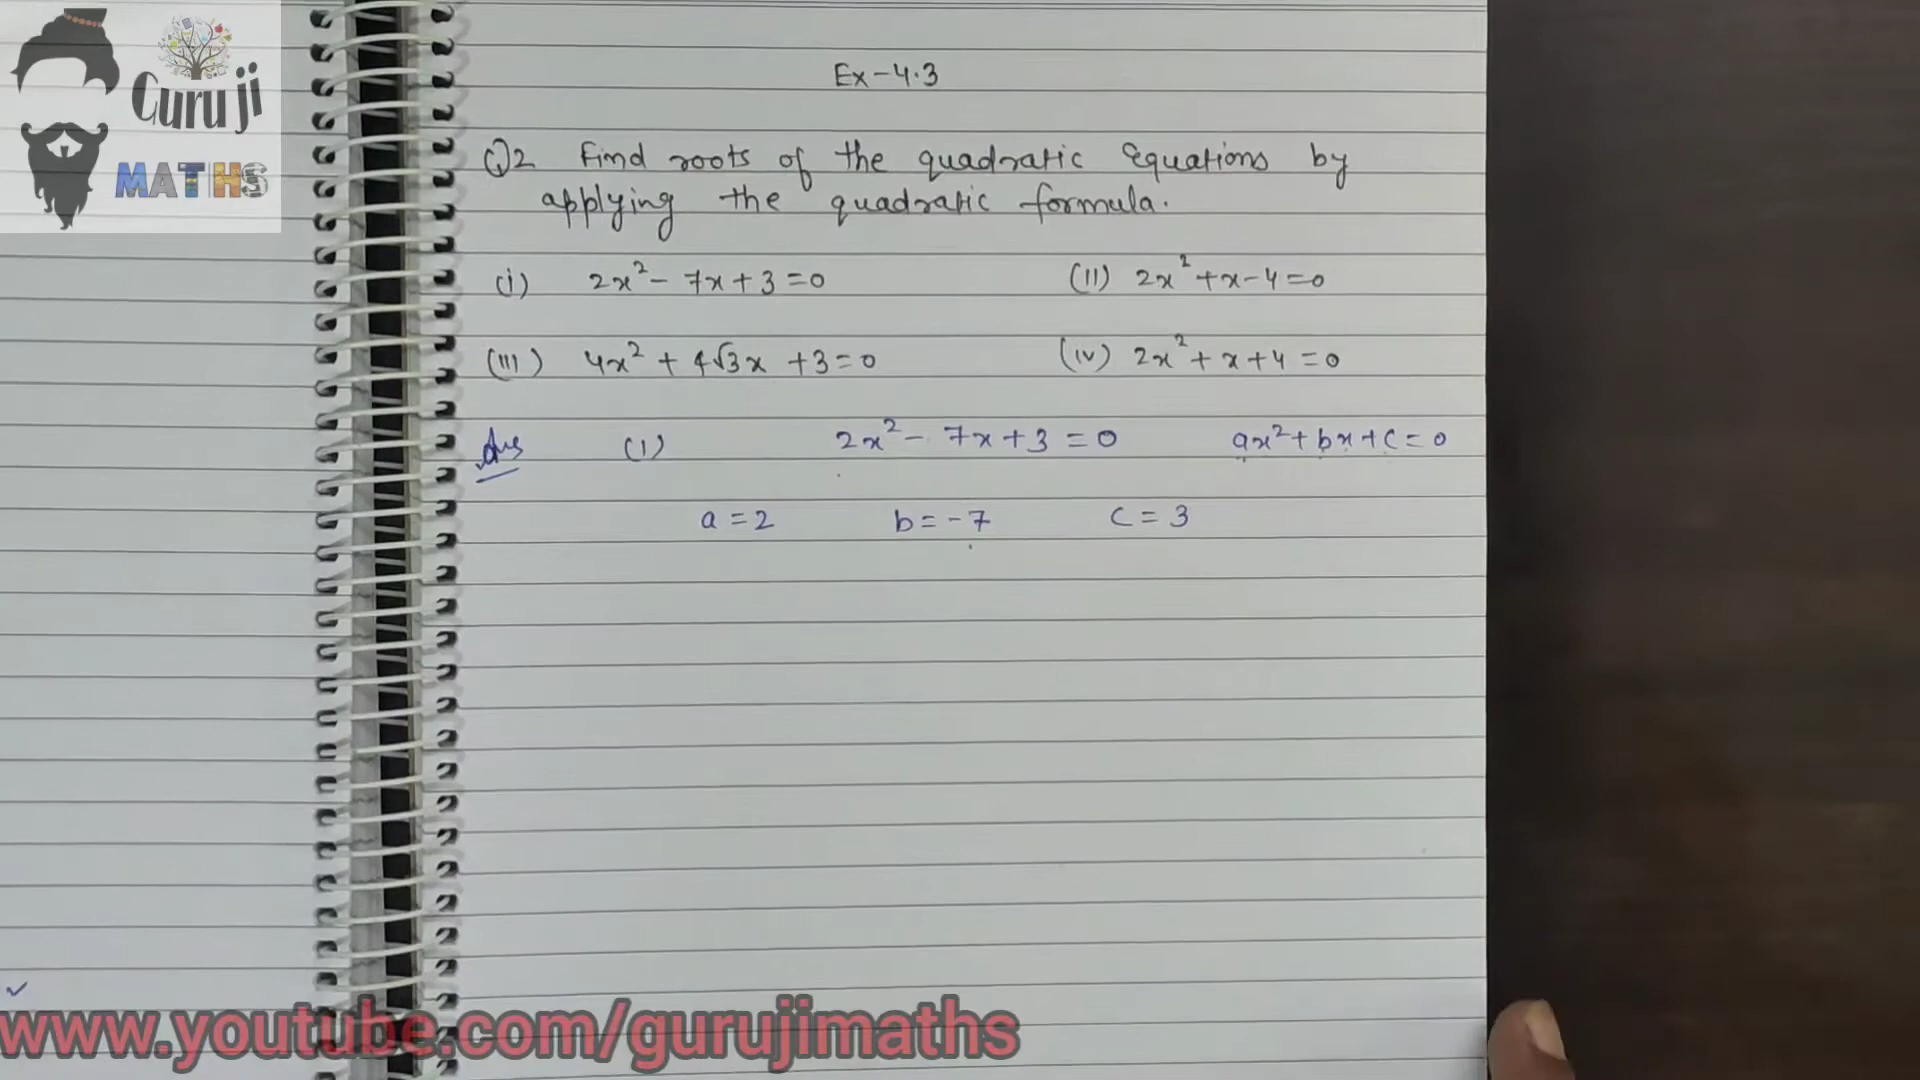 Guruji
MATHS
Ex-4.3
Q2 Find roots of the quadratic equations by
applying the quadratic formula.
(i) 2x² - 7x + 3 = 0 (II) 2x² + x - 4 = 0
(III) 4x² + 4√3x + 3 = 0 (IV) 2x² + x + 4 = 0
Ans (I) 2x² - 7x + 3 = 0 ax² + bx + c = 0
a = 2 b = -7 c = 3
www.youtube.com/gurujimaths